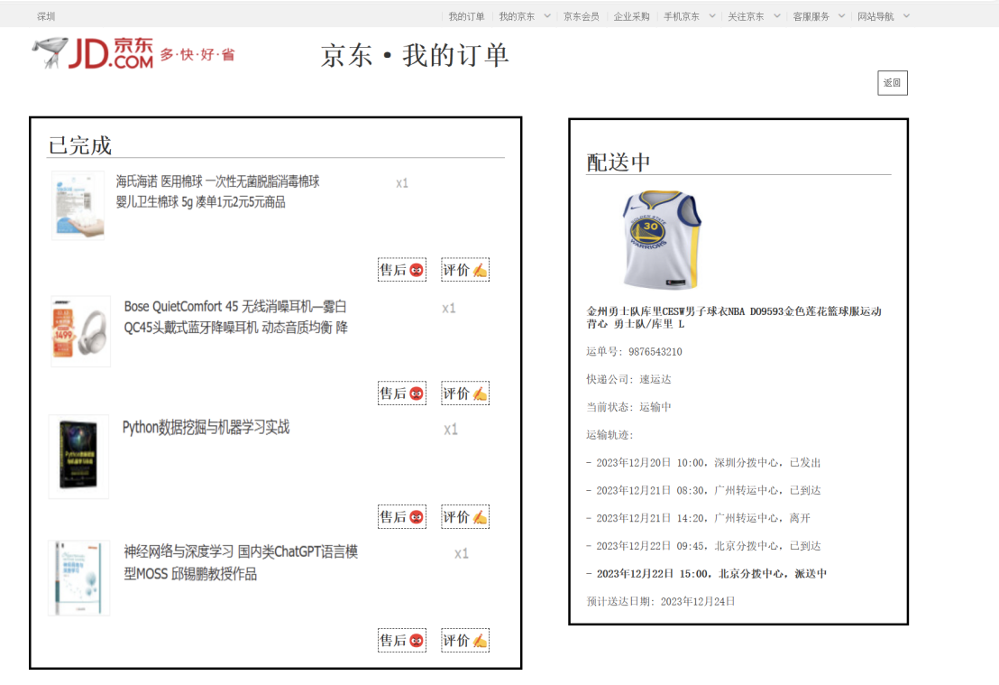 深圳
我的订单 我的京东 京东会员 企业采购 手机京东 关注京东 客服服务 网站导航
JD.COM 京东 多·快·好·省
京东•我的订单
返回
已完成
海氏海诺 医用棉球 一次性无菌脱脂消毒棉球 x1
婴儿卫生棉球 5g 凑单1元2元5元商品
售后 评价
Bose QuietComfort 45 无线消噪耳机—雾白 x1
QC45头戴式蓝牙降噪耳机 动态音质均衡 降
1499
售后 评价
Python数据挖掘与机器学习实战 x1
售后 评价
神经网络与深度学习 国内类ChatGPT语言模 x1
型MOSS 邱锡鹏教授作品
售后 评价
配送中
GOLDEN STATE
30
WARRIORS
金州勇士队库里CESW男子球衣NBA DO9593金色莲花篮球服运动
背心 勇士队/库里 L
运单号: 9876543210
快递公司: 速运达
当前状态: 运输中
运输轨迹:
- 2023年12月20日 10:00，深圳分拨中心，已发出
- 2023年12月21日 08:30，广州转运中心，已到达
- 2023年12月21日 14:20，广州转运中心，离开
- 2023年12月22日 09:45，北京分拨中心，已到达
- 2023年12月22日 15:00，北京分拨中心，派送中
预计送达日期: 2023年12月24日